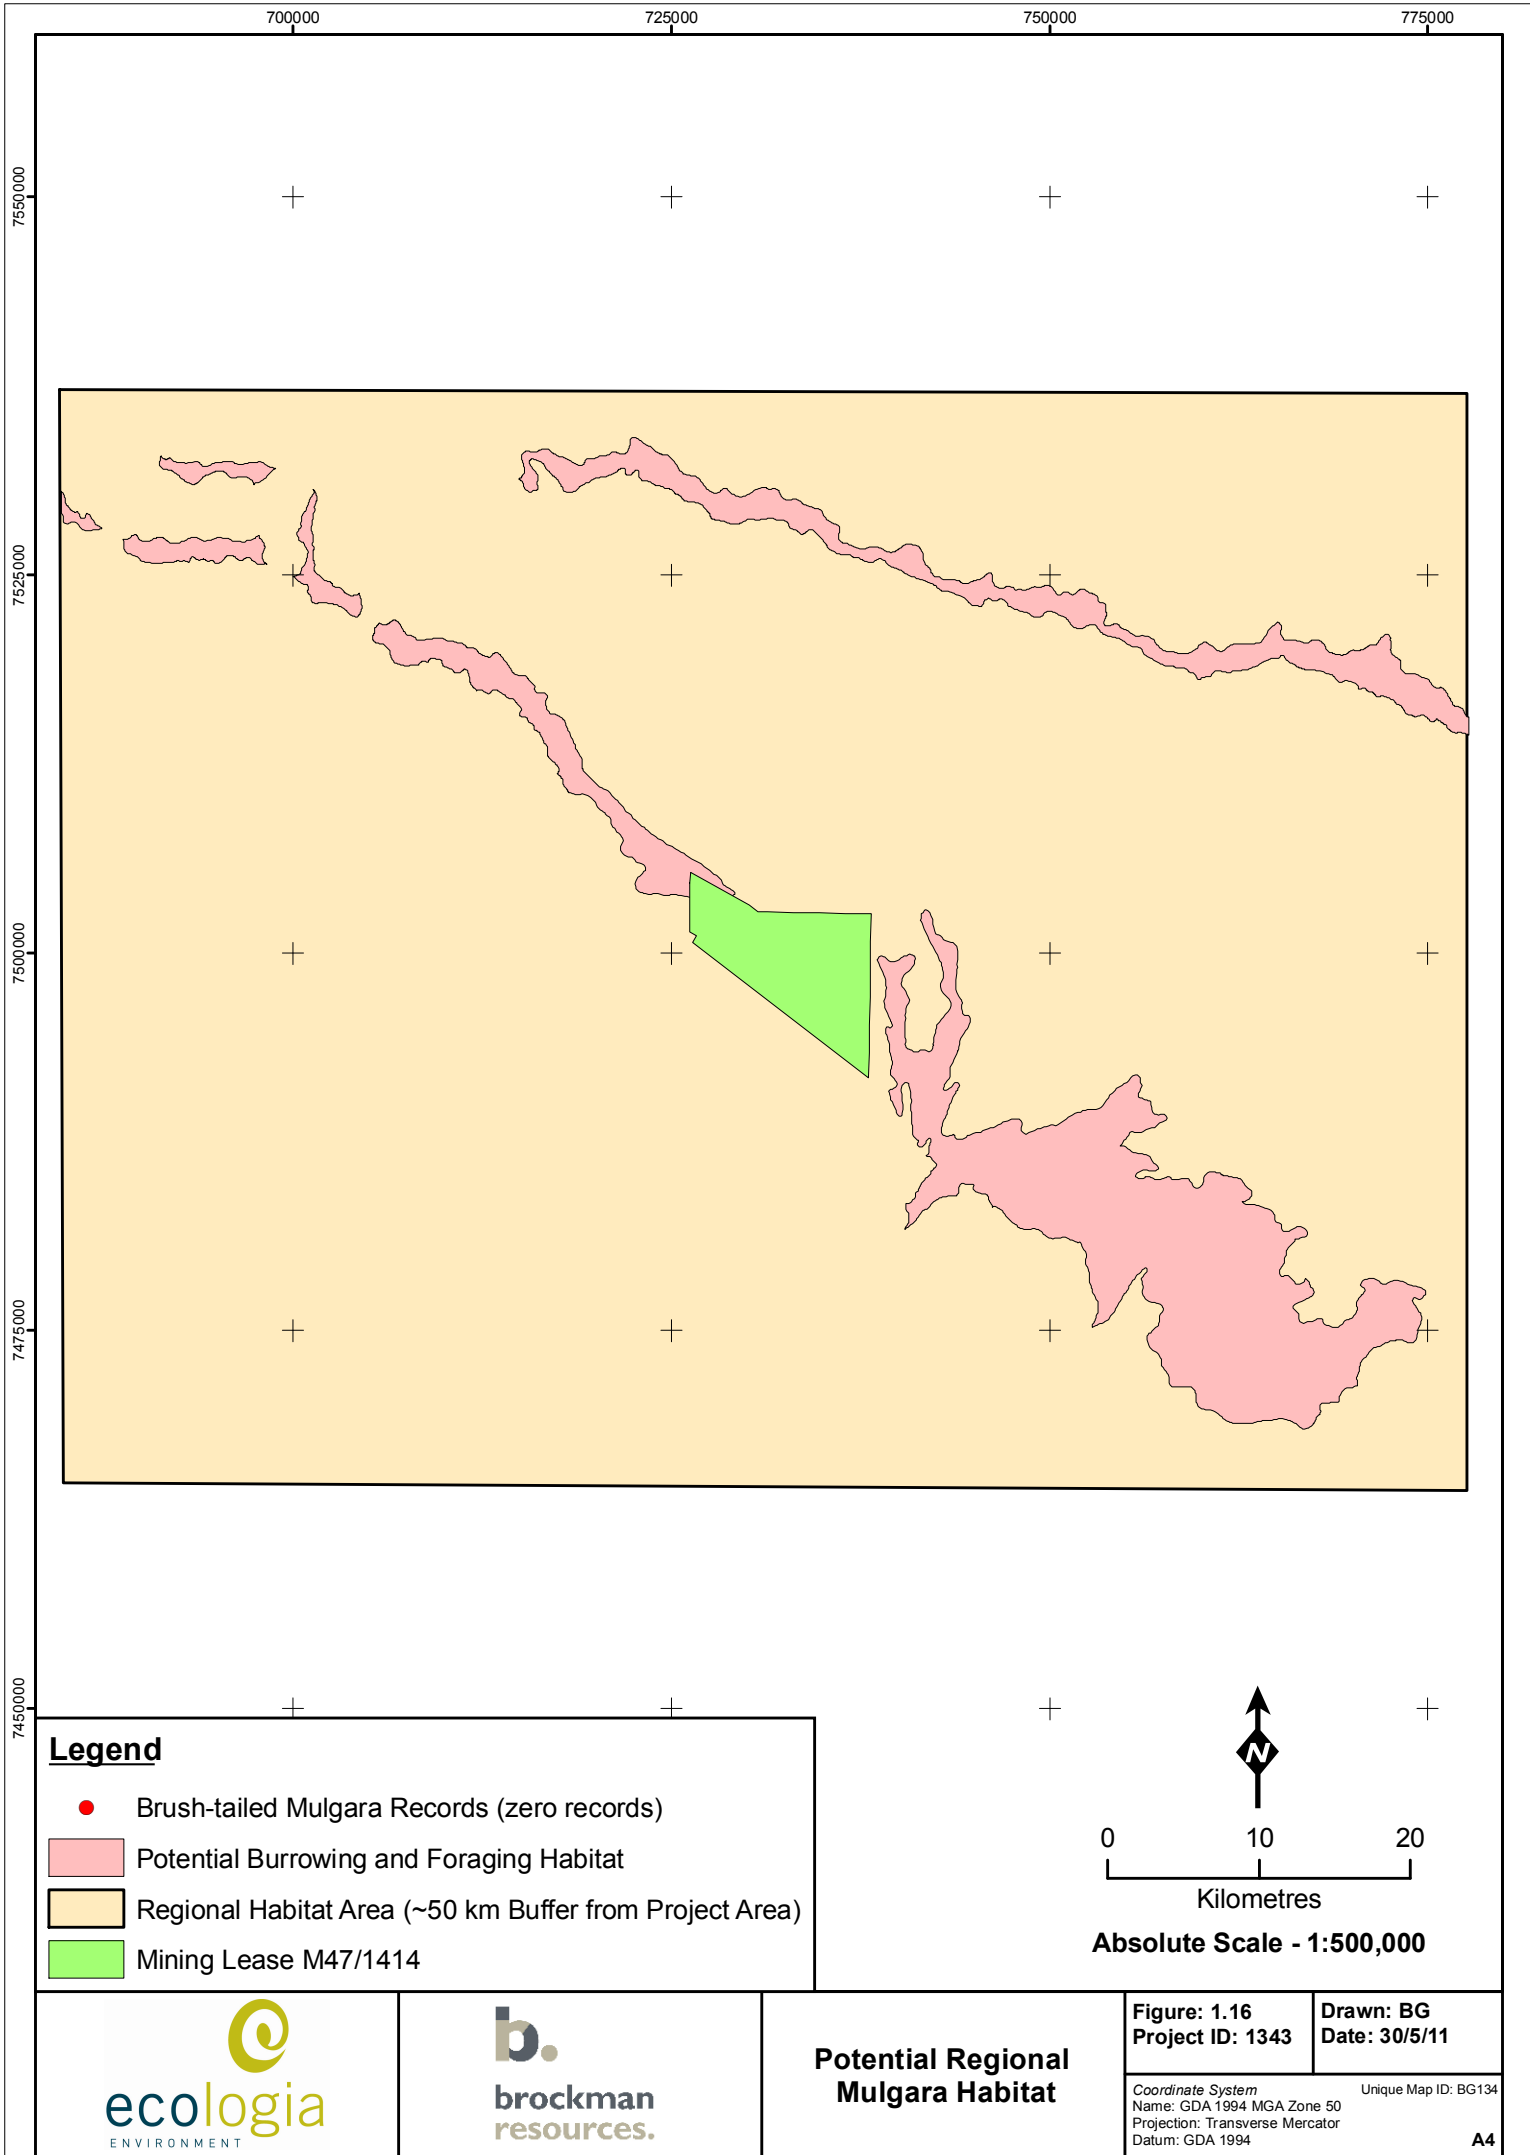 700000
725000
750000
775000
7550000
7525000
7500000
7475000
7450000
Legend
Brush-tailed Mulgara Records (zero records)
Potential Burrowing and Foraging Habitat
Regional Habitat Area (~50 km Buffer from Project Area)
Mining Lease M47/1414
N
0 10 20
Kilometres
Absolute Scale - 1:500,000
ecologia
ENVIRONMENT
b.
brockman
resources.
Potential Regional
Mulgara Habitat
Figure: 1.16
Project ID: 1343
Drawn: BG
Date: 30/5/11
Coordinate System
Name: GDA 1994 MGA Zone 50
Projection: Transverse Mercator
Datum: GDA 1994
Unique Map ID: BG134
A4